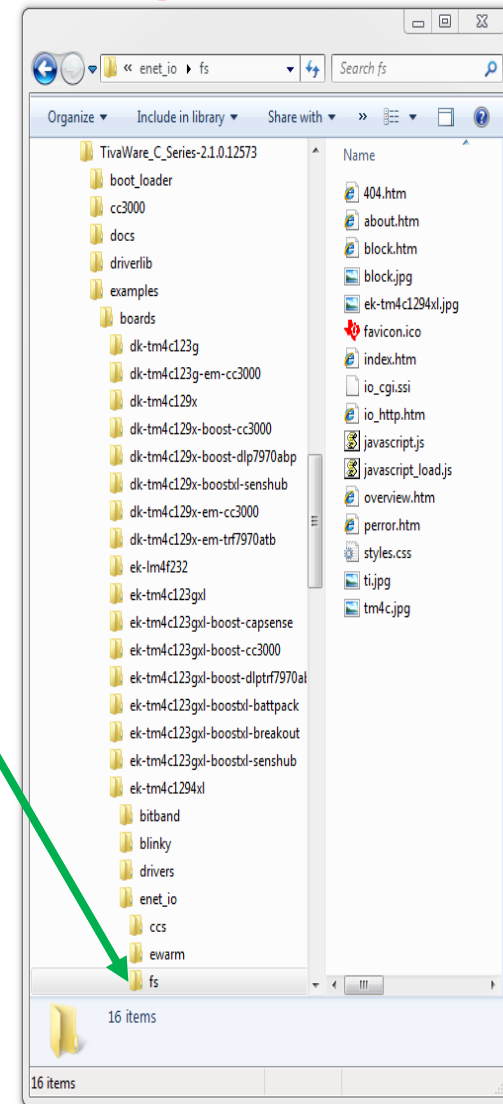 « enet_io ▸ fs
Search fs
Organize ▾ Include in library ▾ Share with ▾ »
TivaWare_C_Series-2.1.0.12573
boot_loader
cc3000
docs
driverlib
examples
boards
dk-tm4c123g
dk-tm4c123g-em-cc3000
dk-tm4c129x
dk-tm4c129x-boost-cc3000
dk-tm4c129x-boost-dlp7970abp
dk-tm4c129x-boostxl-senshub
dk-tm4c129x-em-cc3000
dk-tm4c129x-em-trf7970atb
ek-lm4f232
ek-tm4c123gxl
ek-tm4c123gxl-boost-capsense
ek-tm4c123gxl-boost-cc3000
ek-tm4c123gxl-boost-dlptrf7970al
ek-tm4c123gxl-boostxl-battpack
ek-tm4c123gxl-boostxl-breakout
ek-tm4c123gxl-boostxl-senshub
ek-tm4c1294xl
bitband
blinky
drivers
enet_io
ccs
ewarm
fs
Name
404.htm
about.htm
block.htm
block.jpg
ek-tm4c1294xl.jpg
favicon.ico
index.htm
io_cgi.ssi
io_http.htm
javascript.js
javascript_load.js
overview.htm
perror.htm
styles.css
ti.jpg
tm4c.jpg
16 items
16 items